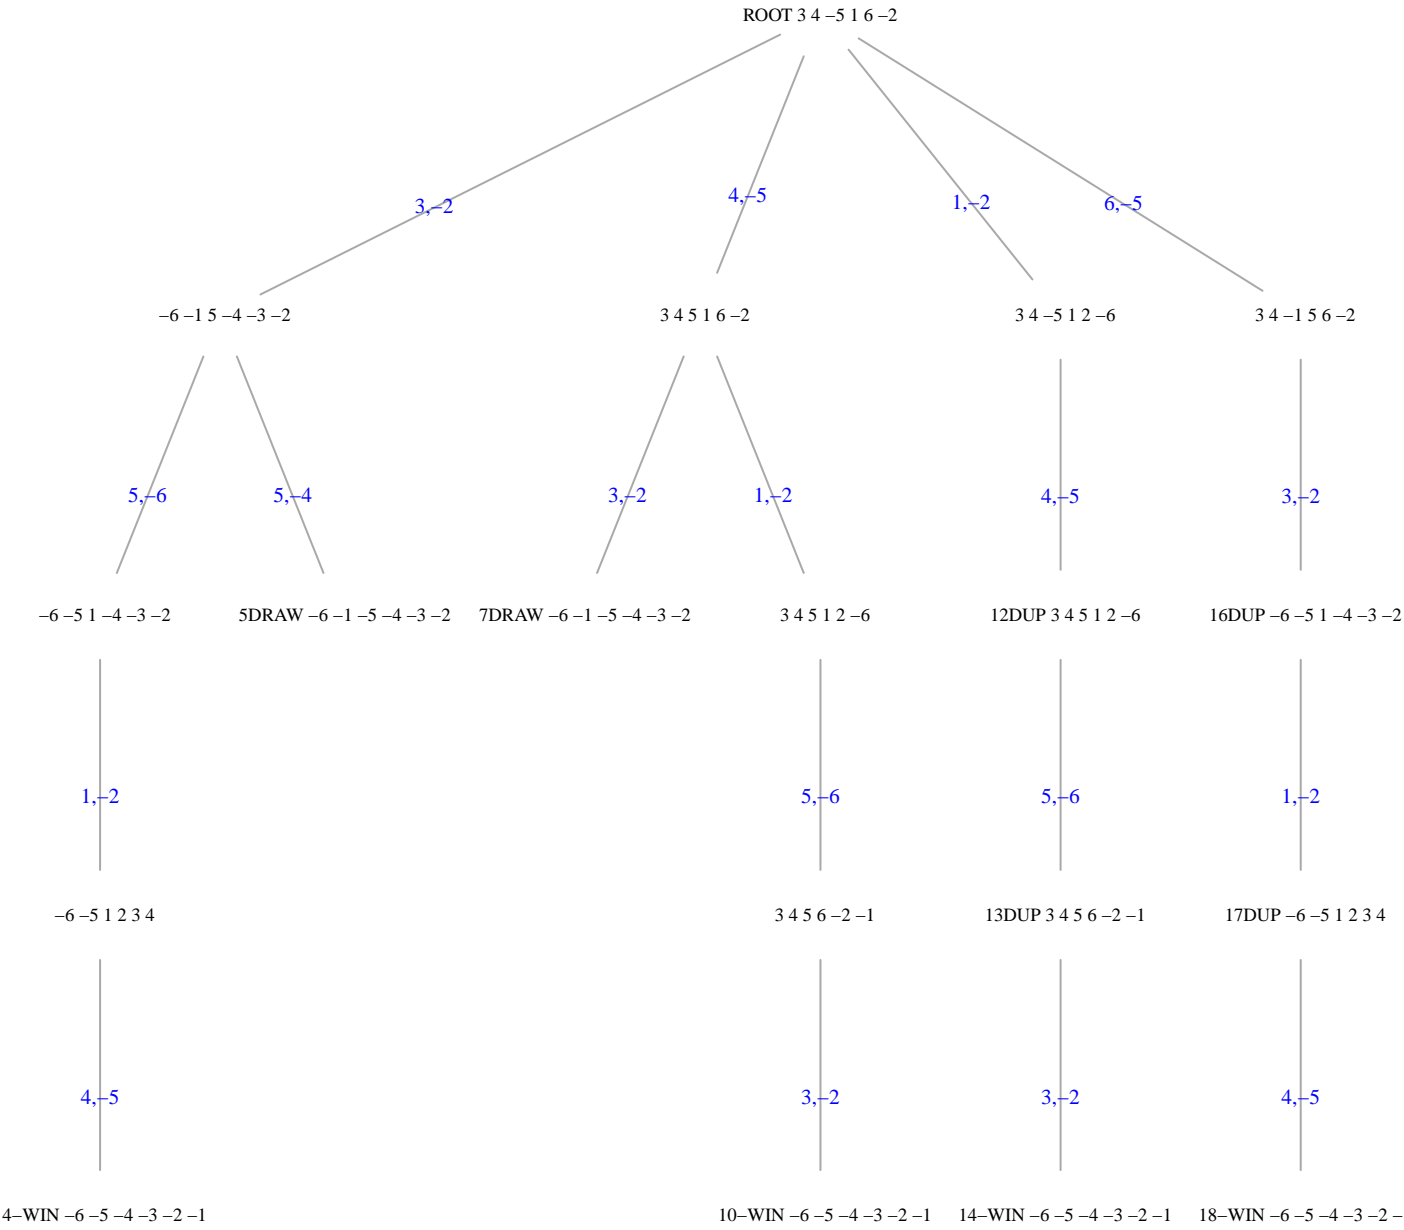 ROOT 3 4 –5 1 6 –2
3,–2
4,–5
1,–2
6,–5
–6 –1 5 –4 –3 –2
3 4 5 1 6 –2
3 4 –5 1 2 –6
3 4 –1 5 6 –2
5,–6
5,–4
3,–2
1,–2
4,–5
3,–2
–6 –5 1 –4 –3 –2
5DRAW –6 –1 –5 –4 –3 –2
7DRAW –6 –1 –5 –4 –3 –2
3 4 5 1 2 –6
12DUP 3 4 5 1 2 –6
16DUP –6 –5 1 –4 –3 –2
1,–2
5,–6
5,–6
1,–2
–6 –5 1 2 3 4
3 4 5 6 –2 –1
13DUP 3 4 5 6 –2 –1
17DUP –6 –5 1 2 3 4
4,–5
3,–2
3,–2
4,–5
4–WIN –6 –5 –4 –3 –2 –1
10–WIN –6 –5 –4 –3 –2 –1
14–WIN –6 –5 –4 –3 –2 –1
18–WIN –6 –5 –4 –3 –2 –